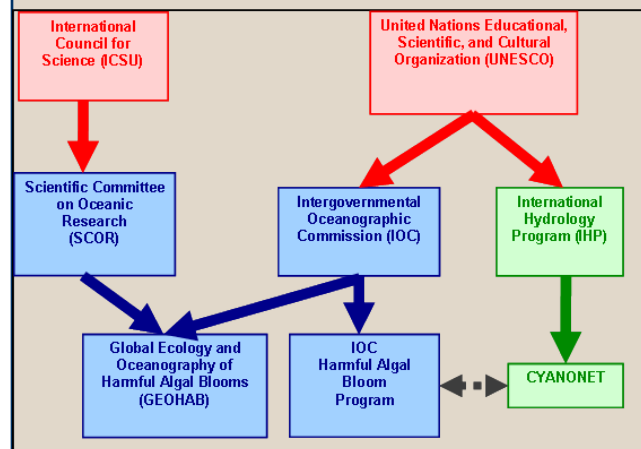 International
Council for
Science (ICSU)
United Nations Educational,
Scientific, and Cultural
Organization (UNESCO)
Scientific Committee
on Oceanic
Research
(SCOR)
Intergovernmental
Oceanographic
Commission (IOC)
International
Hydrology
Program (IHP)
Global Ecology and
Oceanography of
Harmful Algal Blooms
(GEOHAB)
IOC
Harmful Algal
Bloom
Program
CYANONET